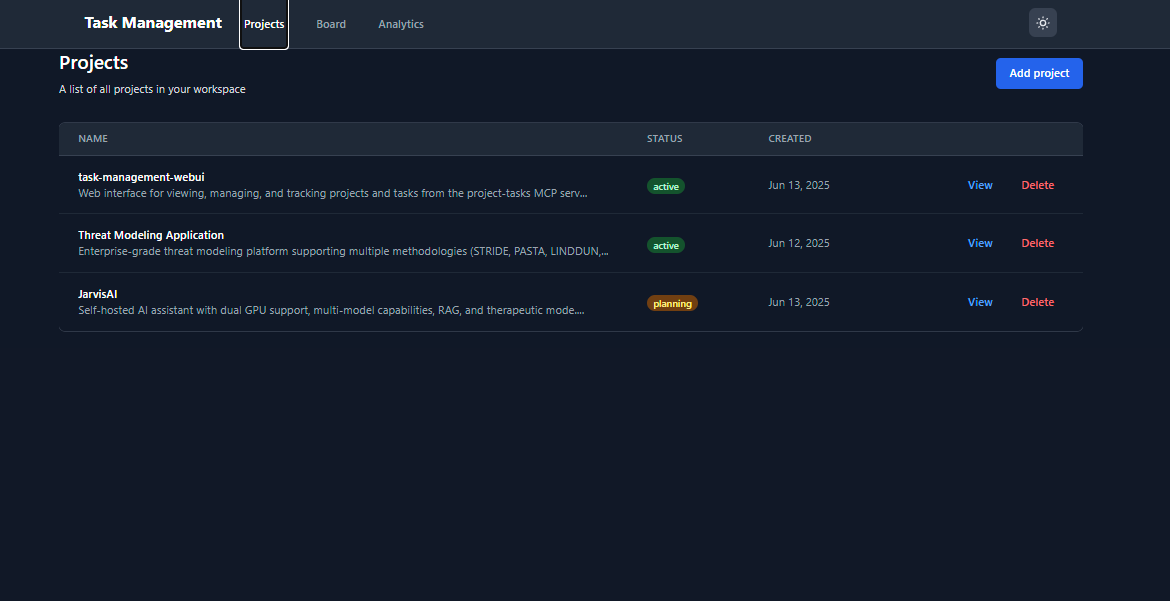 Task Management Projects Board Analytics
Projects
Add project
A list of all projects in your workspace
NAME STATUS CREATED
task-management-webui
Web interface for viewing, managing, and tracking projects and tasks from the project-tasks MCP serv...
active Jun 13, 2025 View Delete
Threat Modeling Application
Enterprise-grade threat modeling platform supporting multiple methodologies (STRIDE, PASTA, LINDDUN,...
active Jun 12, 2025 View Delete
JarvisAI
Self-hosted AI assistant with dual GPU support, multi-model capabilities, RAG, and therapeutic mode....
planning Jun 13, 2025 View Delete